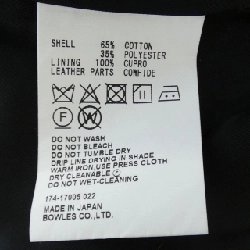 SHELL 65% COTTON
35% POLYESTER
LINING 100% CUPRO
LEATHER PARTS COWHIDE
F W
DO NOT WASH
DO NOT BLEACH
DO NOT TUMBLE DRY
DRIP LINE DRYING IN SHADE
WARM IRON, USE PRESS CLOTH
DRY CLEANABLE
DO NOT WET-CLEANING
174-17005 022
MADE IN JAPAN
BOWLES CO., LTD.